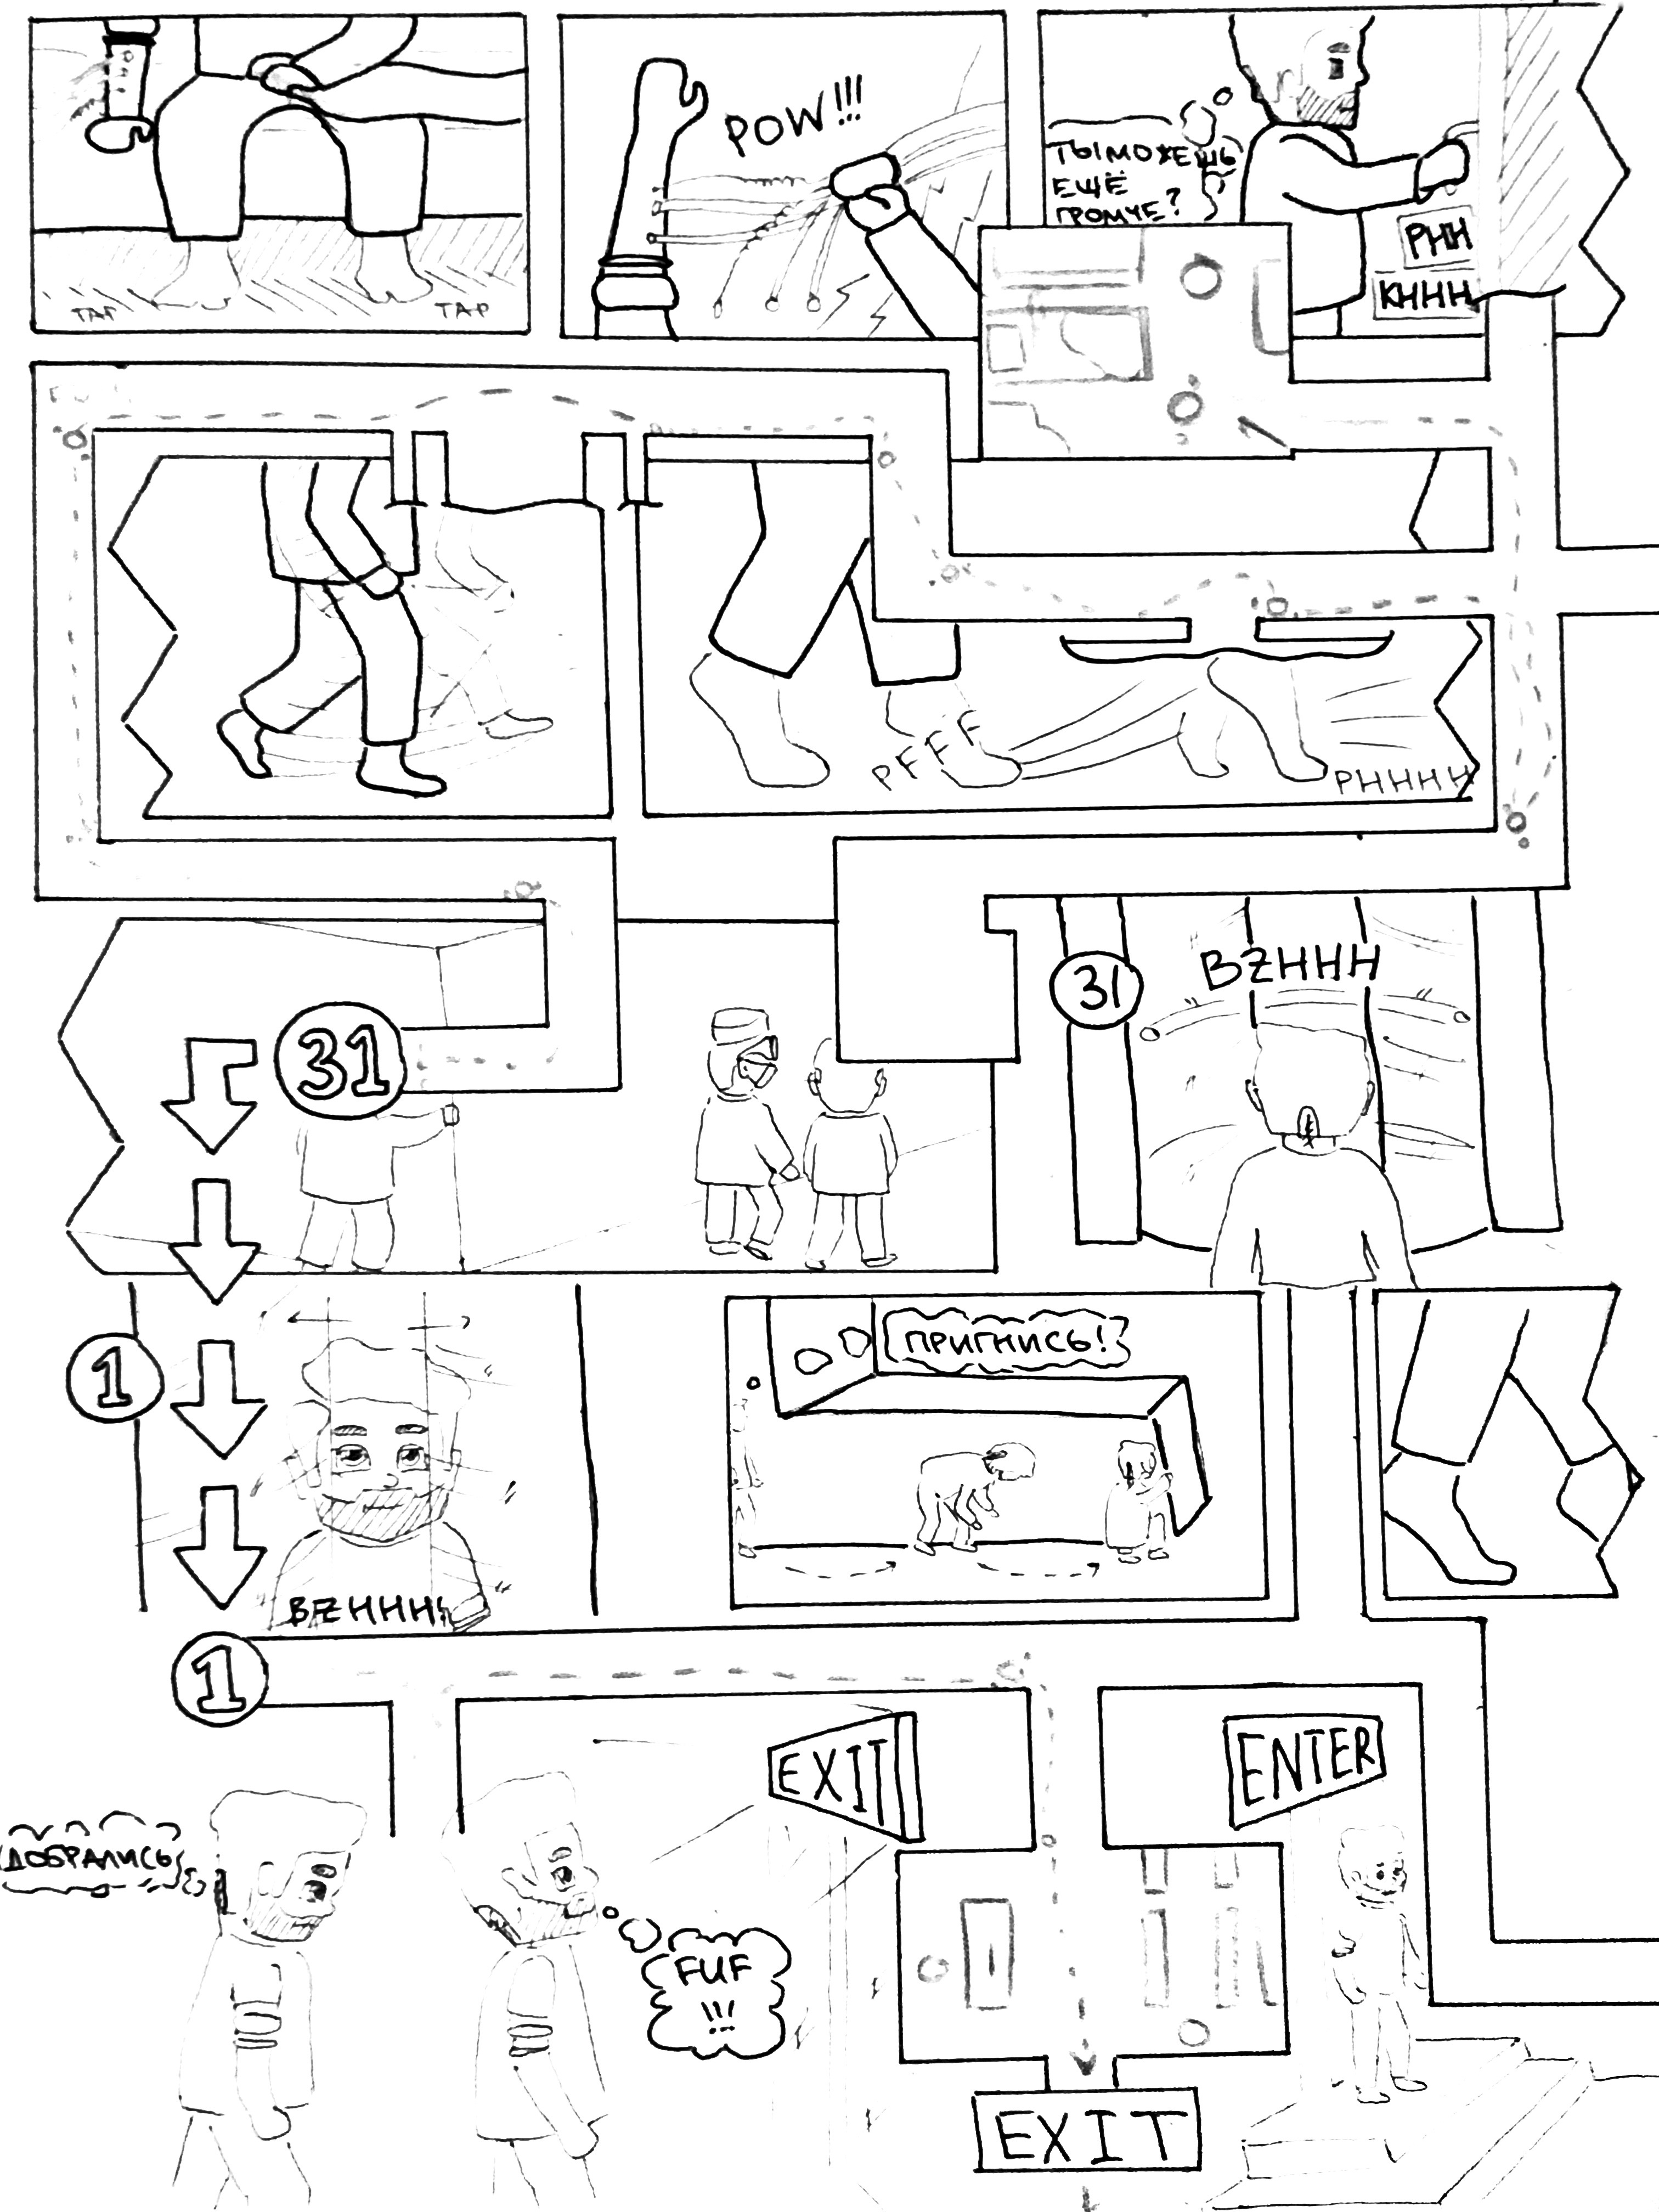 TAP
TAP
POW!!!
ТЫ МОЖЕШЬ
ЕЩЁ
ГРОМЧЕ?
PHH
KHHH
PFFF
PHHHH
31
31
BZHHH
1
BZHHH
ПРИГНИСЬ!
1
EXIT
ENTER
ДОБРАЛИСЬ
FUF
!!!
EXIT